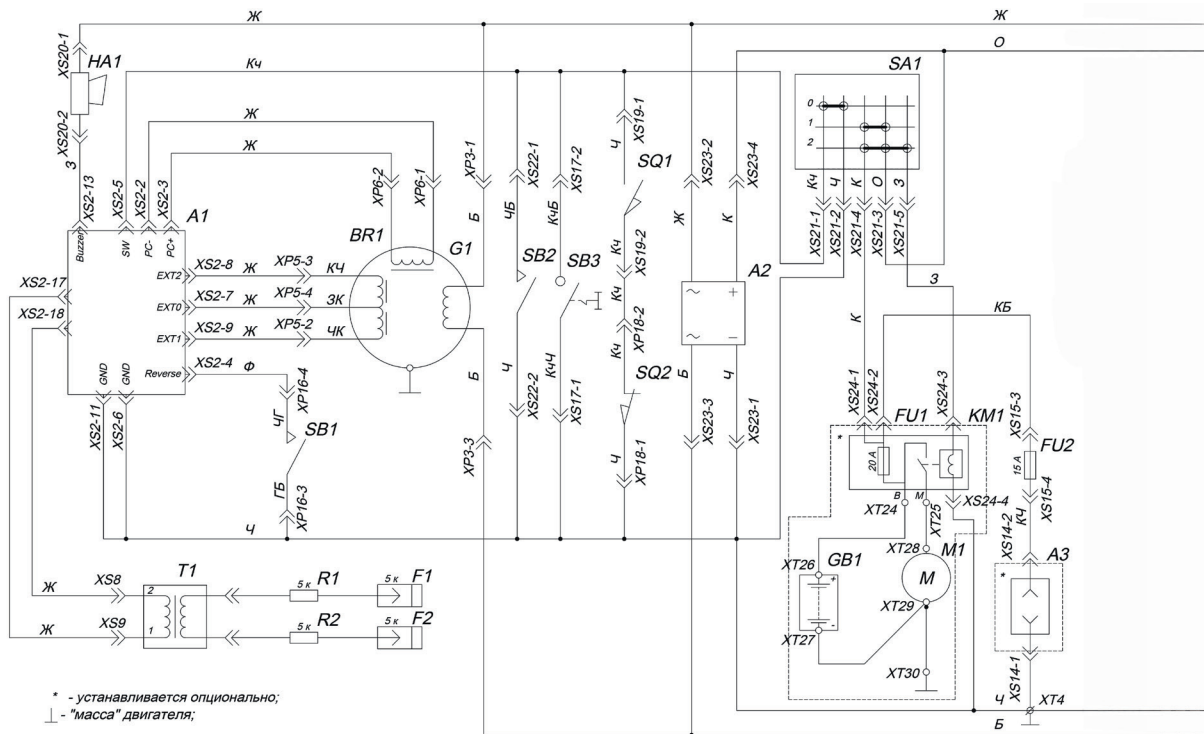 Ж
Ж
О
XS20-1
HA1
XS20-2
З
Кч
Ж
Ж
XS2-13
XS2-5
XS2-2
XS2-3
A1
Buzzer
SW
PC-
PC+
XP6-2
XP6-1
XP3-1
Б
BR1
G1
XS2-17
XS2-18
EXT2
XS2-8
Ж
XP5-3
КЧ
EXT0
XS2-7
Ж
XP5-4
ЗК
EXT1
XS2-9
Ж
XP5-2
ЧК
Reverse
XS2-4
Ф
GND
GND
XS2-11
XS2-6
XP16-4
ЧГ
SB1
ГБ
XP16-3
Ч
Б
XP3-3
XS22-1
ЧБ
SB2
Ч
XS22-2
XS17-2
КчБ
SB3
КчЧ
XS17-1
XS19-1
Ч
SQ1
Кч
XS19-2
Кч
XP18-2
Кч
SQ2
Ч
XP18-1
XS23-2
XS23-4
Ж
К
A2
Б
Ч
XS23-3
XS23-1
SA1
0
1
2
Кч
Ч
К
О
З
XS21-1
XS21-2
XS21-4
XS21-3
XS21-5
З
К
КБ
XS24-1
XS24-2
XS24-3
FU1
KM1
*
20 А
В
М
XT24
XT25
XS24-4
XS15-3
FU2
15 А
XS15-4
КЧ
XS14-2
A3
*
XS14-1
XT28
M1
M
XT26
GB1
+
-
XT27
XT29
XT30
Ч
XT4
Б
Ж
XS8
T1
2
1
Ж
XS9
5 к
R1
F1
5 к
R2
F2
* - устанавливается опционально;
- "масса" двигателя;